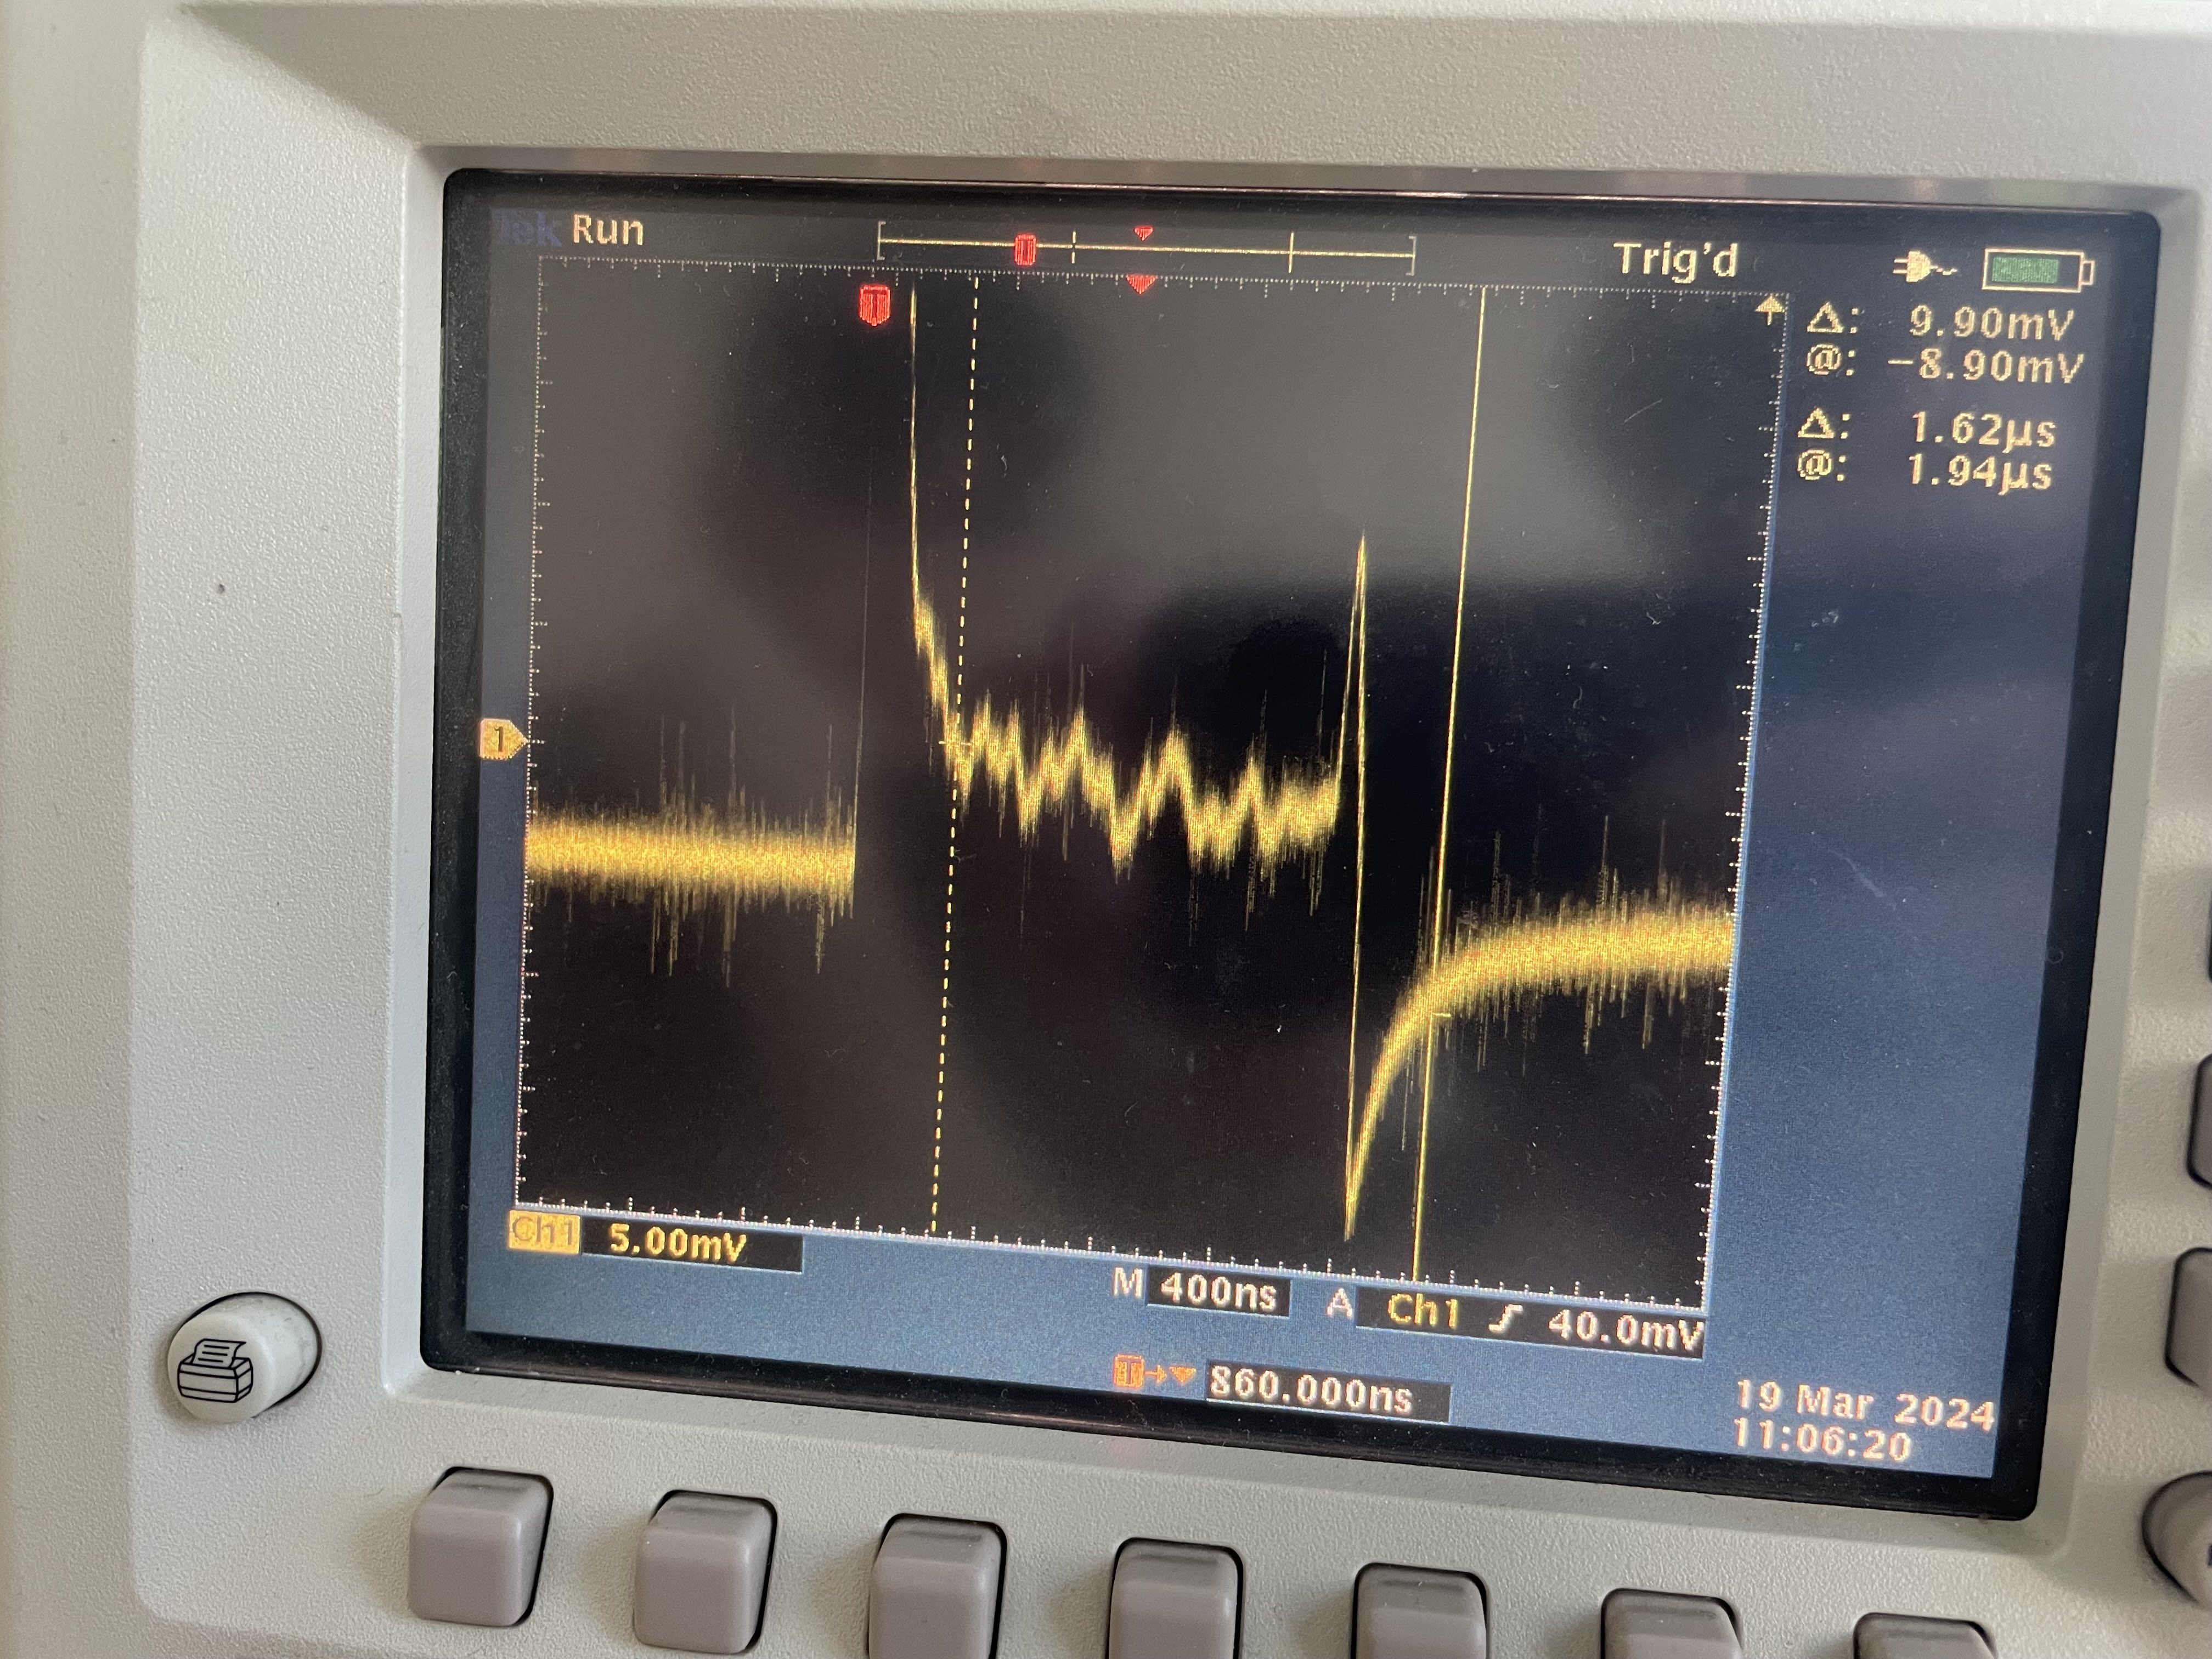 Tek Run
Trig'd
Δ: 9.90mV
@: −8.90mV
Δ: 1.62µs
@: 1.94µs
T
1
Ch1 5.00mV
M 400ns A Ch1 ʃ 40.0mV
T→▾ 860.000ns
19 Mar 2024
11:06:20